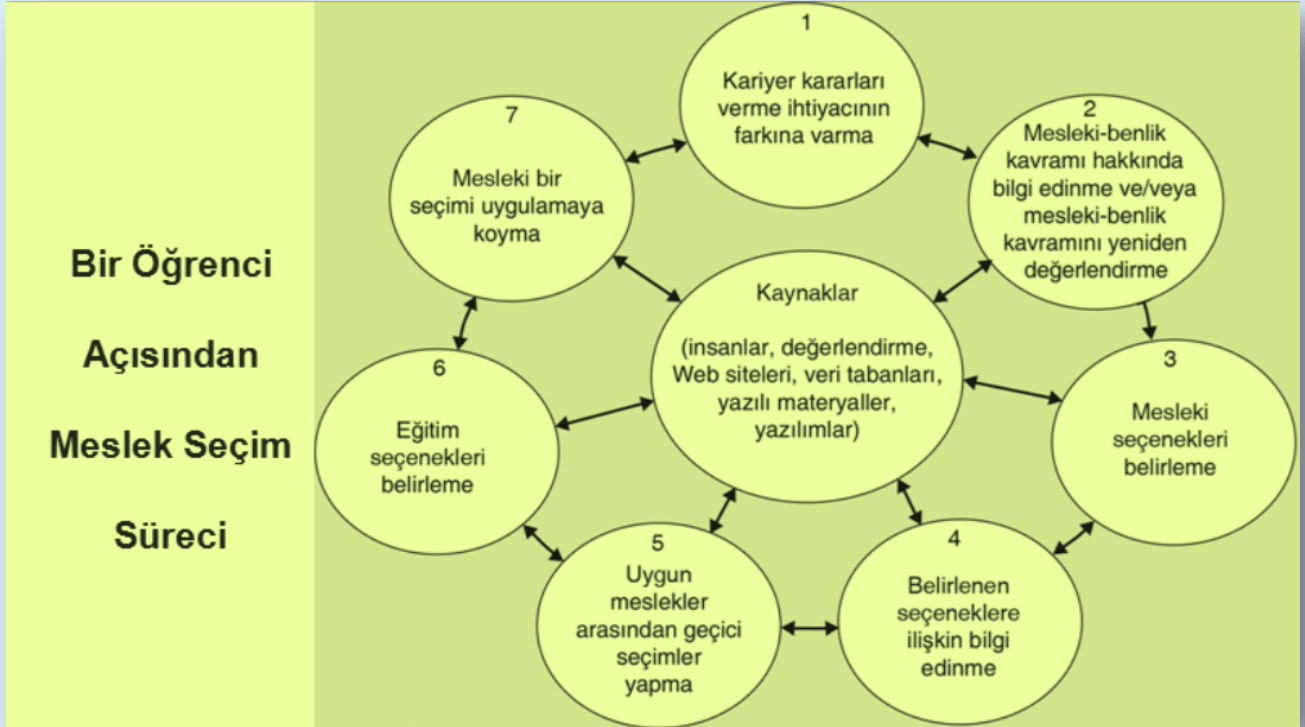 Bir Öğrenci
Açısından
Meslek Seçim
Süreci
1
Kariyer kararları
verme ihtiyacının
farkına varma
2
Mesleki-benlik
kavramı hakkında
bilgi edinme ve/veya
mesleki-benlik
kavramını yeniden
değerlendirme
3
Mesleki
seçenekleri
belirleme
4
Belirlenen
seçeneklere
ilişkin bilgi
edinme
5
Uygun
meslekler
arasından geçici
seçimler
yapma
6
Eğitim
seçenekleri
belirleme
7
Mesleki bir
seçimi uygulamaya
koyma
Kaynaklar
(insanlar, değerlendirme,
Web siteleri, veri tabanları,
yazılı materyaller,
yazılımlar)